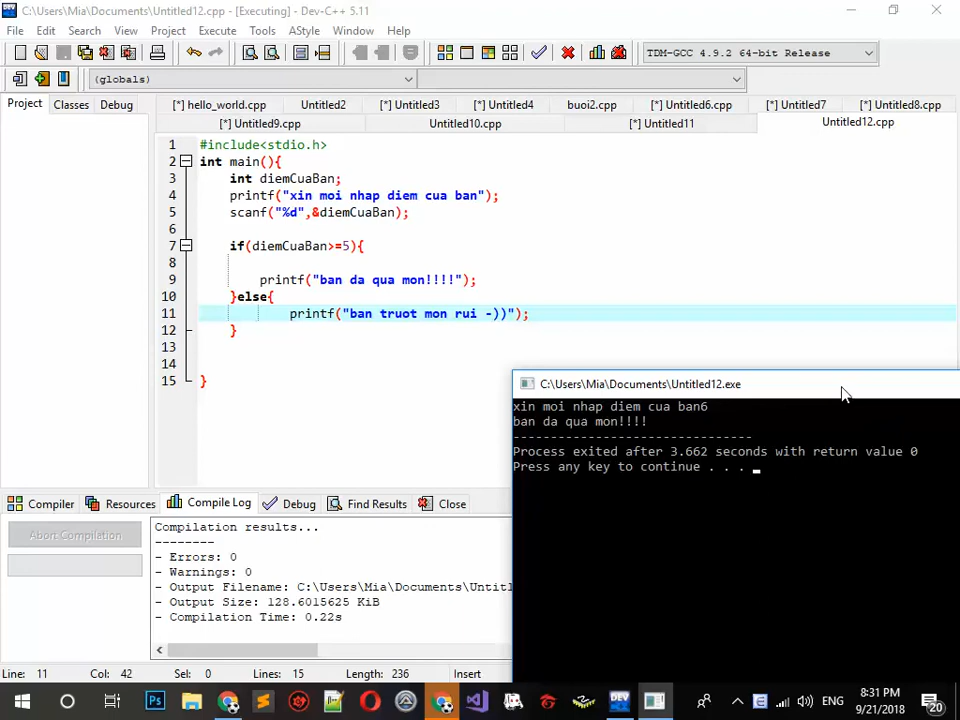 C:\Users\Mia\Documents\Untitled12.cpp - [Executing] - Dev-C++ 5.11
File Edit Search View Project Execute Tools AStyle Window Help
TDM-GCC 4.9.2 64-bit Release
(globals)
Project Classes Debug
[*] hello_world.cpp Untitled2 [*] Untitled3 [*] Untitled4 buoi2.cpp [*] Untitled6.cpp [*] Untitled7 [*] Untitled8.cpp
[*] Untitled9.cpp Untitled10.cpp [*] Untitled11 Untitled12.cpp
1 #include<stdio.h>
2 int main(){
3 int diemCuaBan;
4 printf("xin moi nhap diem cua ban");
5 scanf("%d",&diemCuaBan);
6
7 if(diemCuaBan>=5){
8
9 printf("ban da qua mon!!!!");
10 }else{
11 printf("ban truot mon rui -))");
12 }
13
14
15 }
C:\Users\Mia\Documents\Untitled12.exe
xin moi nhap diem cua ban6
ban da qua mon!!!!
--------------------------------
Process exited after 3.662 seconds with return value 0
Press any key to continue . . .
Compiler Resources Compile Log Debug Find Results Close
Abort Compilation
Compilation results...
--------
- Errors: 0
- Warnings: 0
- Output Filename: C:\Users\Mia\Documents\Untitl
- Output Size: 128.6015625 KiB
- Compilation Time: 0.22s
Line: 11 Col: 42 Sel: 0 Lines: 15 Length: 236 Insert
Ps
DEV
ENG
8:31 PM
9/21/2018
20